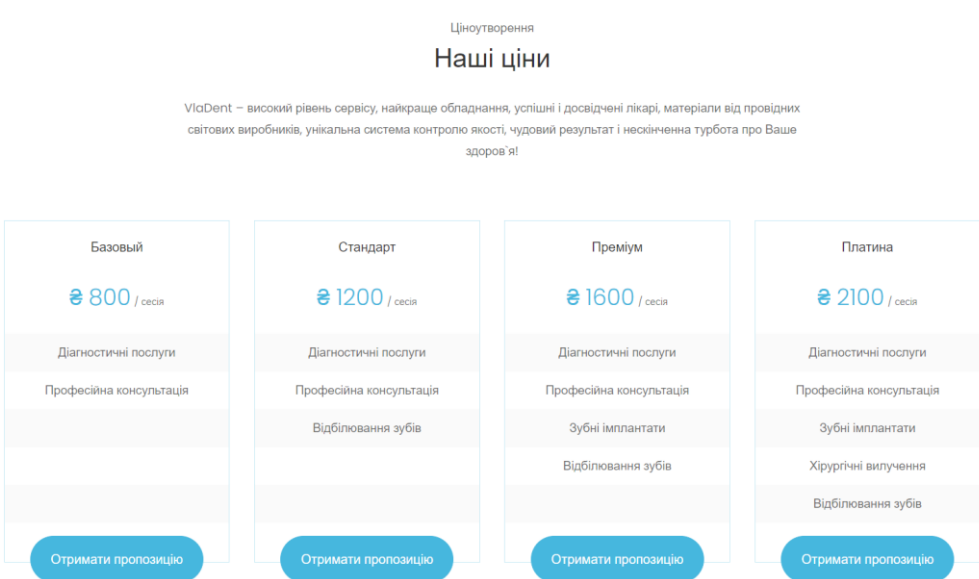 Ціноутворення
Наші ціни
VlaDent – високий рівень сервісу, найкраще обладнання, успішні і досвідчені лікарі, матеріали від провідних
світових виробників, унікальна система контролю якості, чудовий результат і нескінченна турбота про Ваше
здоров`я!
Базовый
₴ 800 / сесія
Діагностичні послуги
Професійна консультація
Отримати пропозицію
Стандарт
₴ 1200 / сесія
Діагностичні послуги
Професійна консультація
Відбілювання зубів
Отримати пропозицію
Преміум
₴ 1600 / сесія
Діагностичні послуги
Професійна консультація
Зубні імплантати
Відбілювання зубів
Отримати пропозицію
Платина
₴ 2100 / сесія
Діагностичні послуги
Професійна консультація
Зубні імплантати
Хірургічні вилучення
Відбілювання зубів
Отримати пропозицію